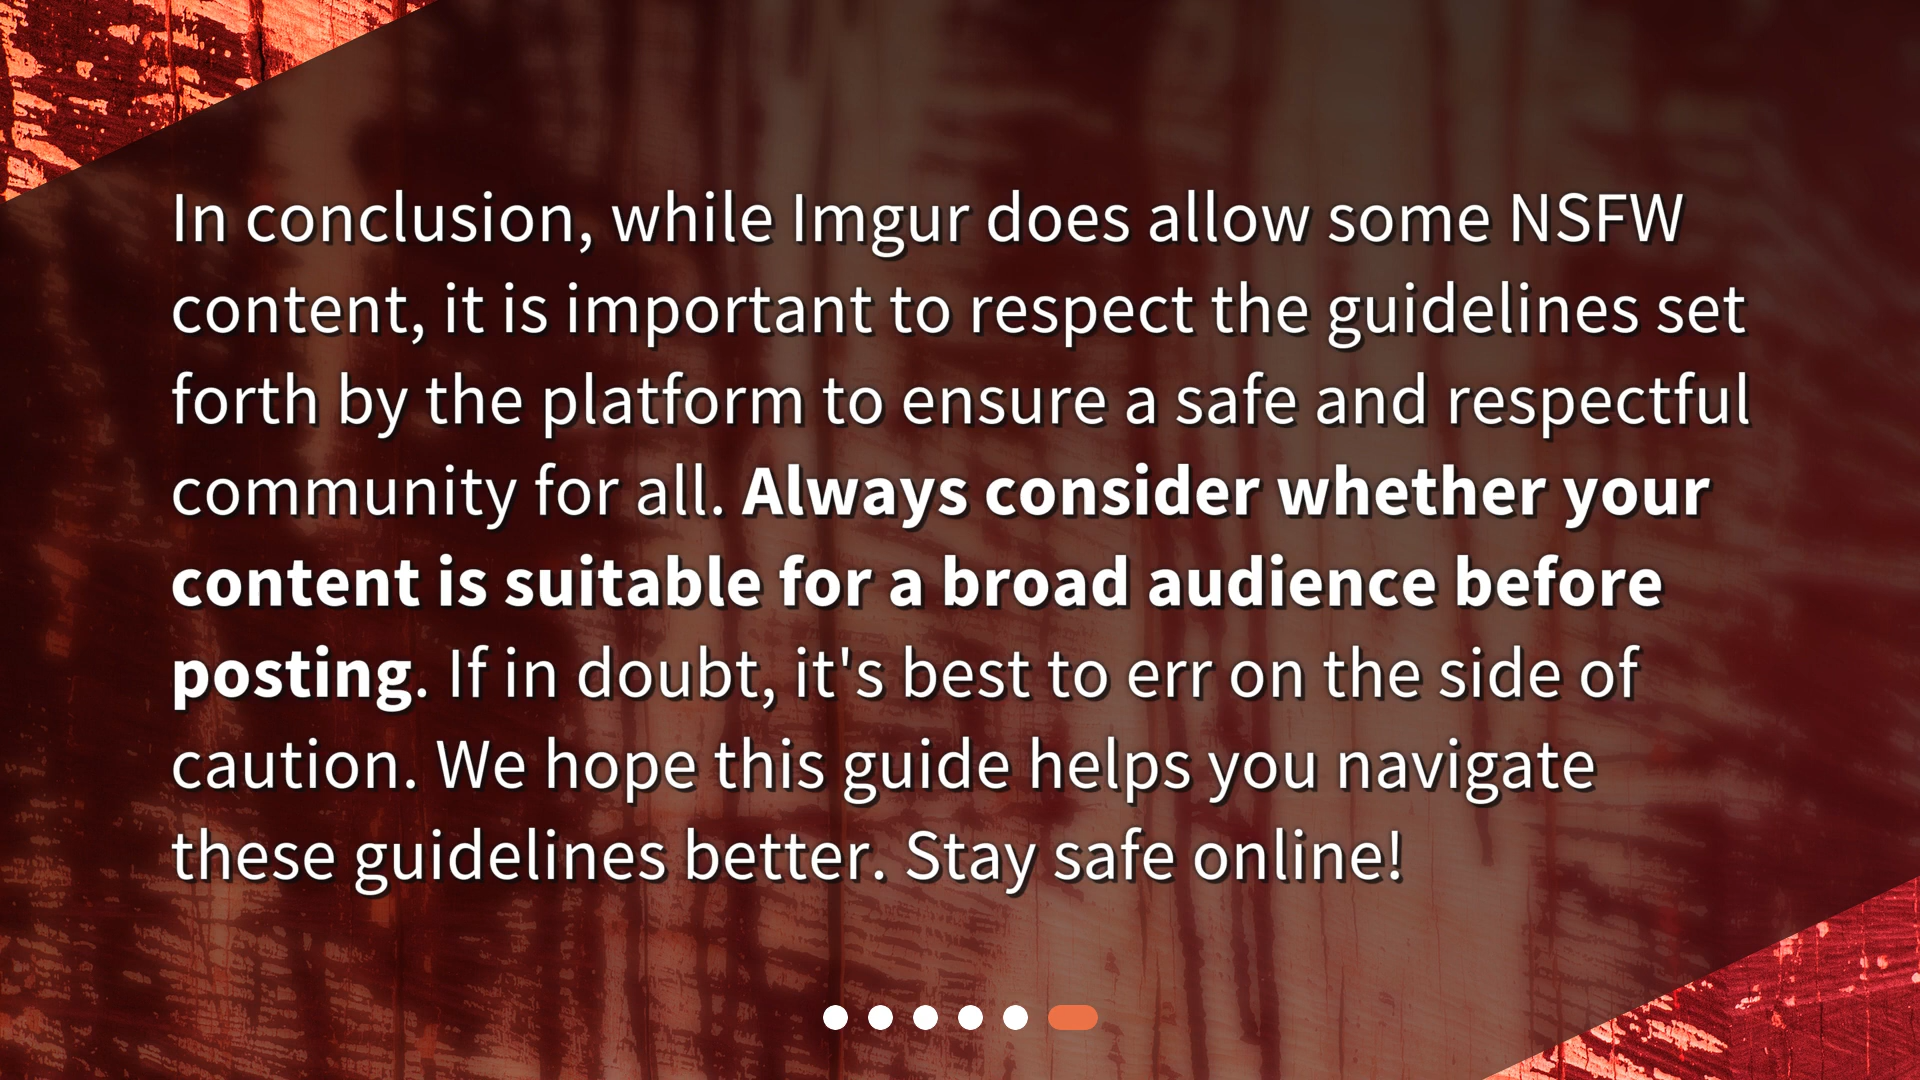 In conclusion, while Imgur does allow some NSFW
content, it is important to respect the guidelines set
forth by the platform to ensure a safe and respectful
community for all. Always consider whether your
content is suitable for a broad audience before
posting. If in doubt, it's best to err on the side of
caution. We hope this guide helps you navigate
these guidelines better. Stay safe online!